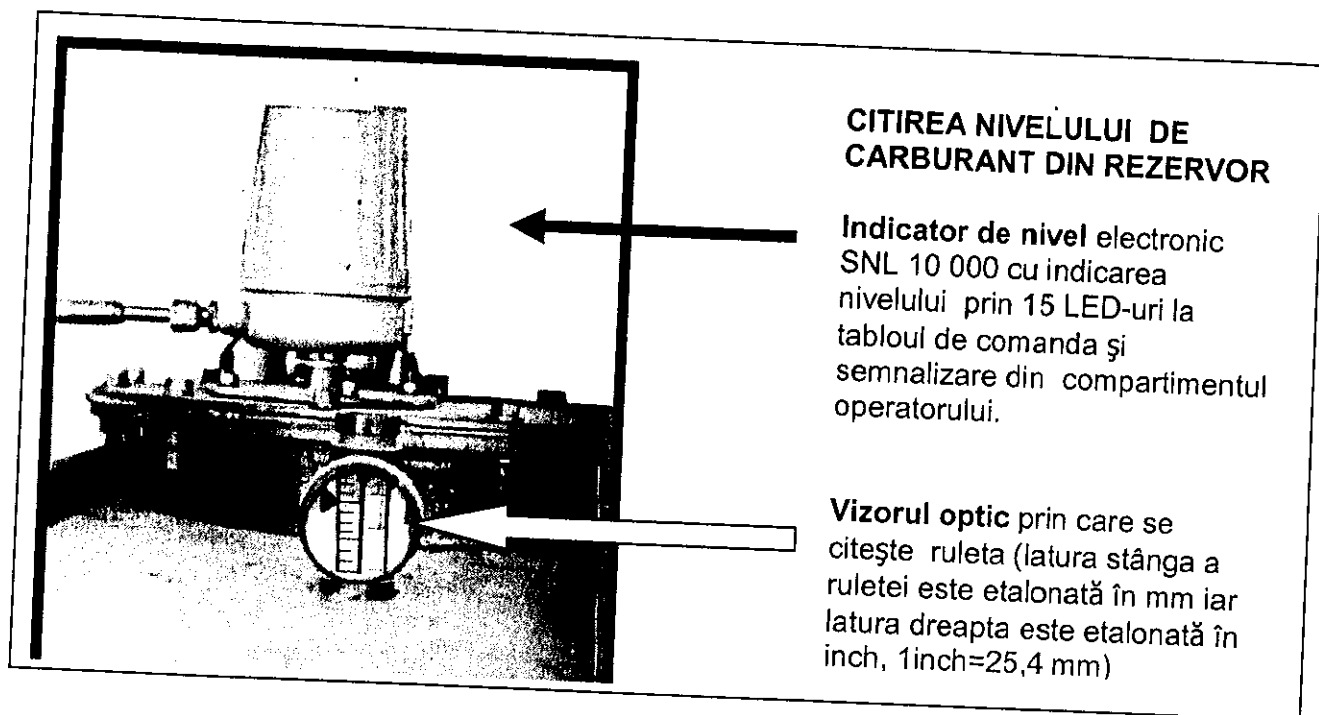 CITIREA NIVELULUI DE
CARBURANT DIN REZERVOR
Indicator de nivel electronic
SNL 10 000 cu indicarea
nivelului prin 15 LED-uri la
tabloul de comanda şi
semnalizare din compartimentul
operatorului.
Vizorul optic prin care se
citeşte ruleta (latura stânga a
ruletei este etalonată în mm iar
latura dreapta este etalonată în
inch, 1inch=25,4 mm)